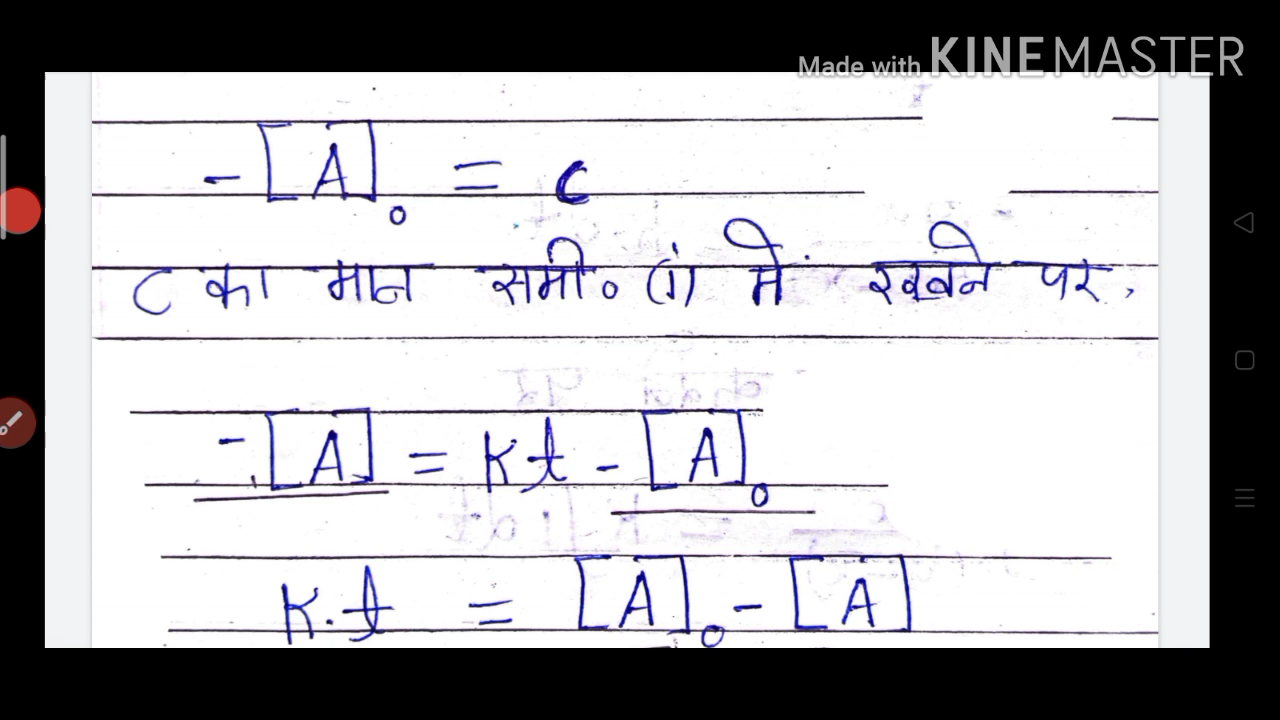 Made with KINEMASTER
- [A]₀ = c
C का मान समी० (i) में रखने पर,
- [A] = Kt - [A]₀
K.t = [A]₀ - [A]